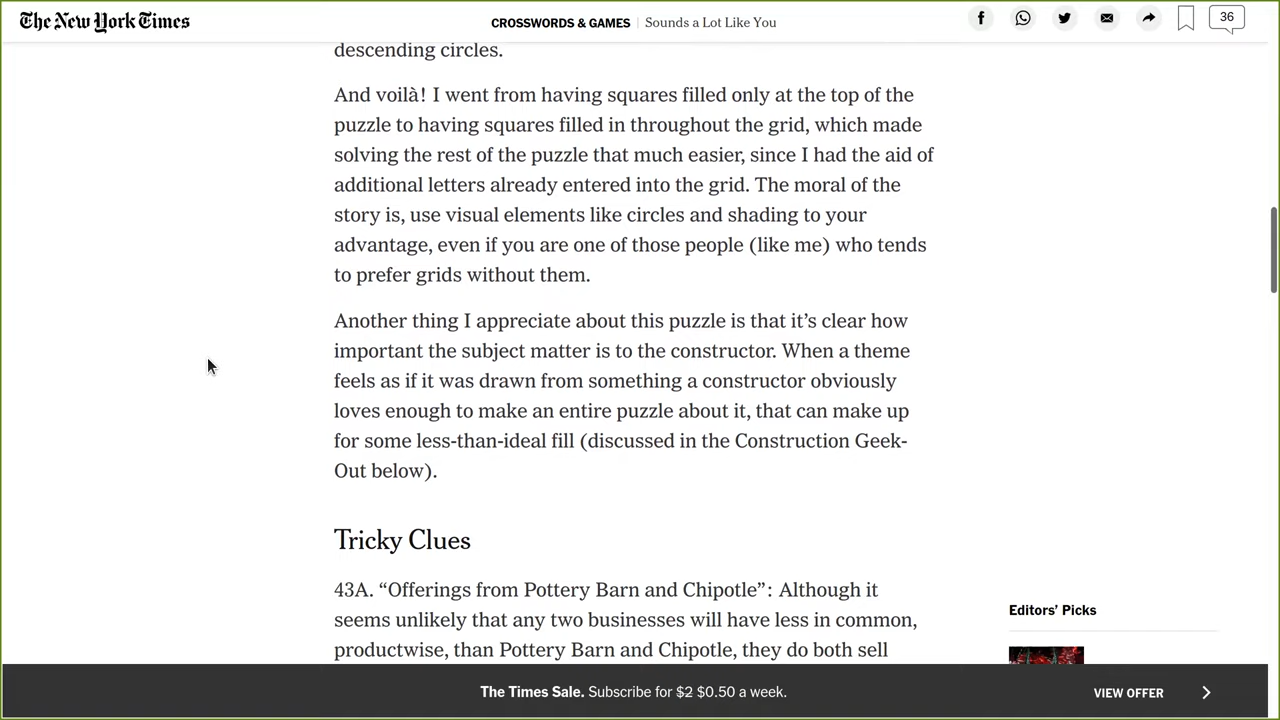 The New York Times
CROSSWORDS & GAMES | Sounds a Lot Like You
36
descending circles.
And voilà! I went from having squares filled only at the top of the
puzzle to having squares filled in throughout the grid, which made
solving the rest of the puzzle that much easier, since I had the aid of
additional letters already entered into the grid. The moral of the
story is, use visual elements like circles and shading to your
advantage, even if you are one of those people (like me) who tends
to prefer grids without them.
Another thing I appreciate about this puzzle is that it’s clear how
important the subject matter is to the constructor. When a theme
feels as if it was drawn from something a constructor obviously
loves enough to make an entire puzzle about it, that can make up
for some less-than-ideal fill (discussed in the Construction Geek-
Out below).
Tricky Clues
43A. “Offerings from Pottery Barn and Chipotle”: Although it
seems unlikely that any two businesses will have less in common,
productwise, than Pottery Barn and Chipotle, they do both sell
Editors’ Picks
The Times Sale. Subscribe for $2 $0.50 a week.
VIEW OFFER